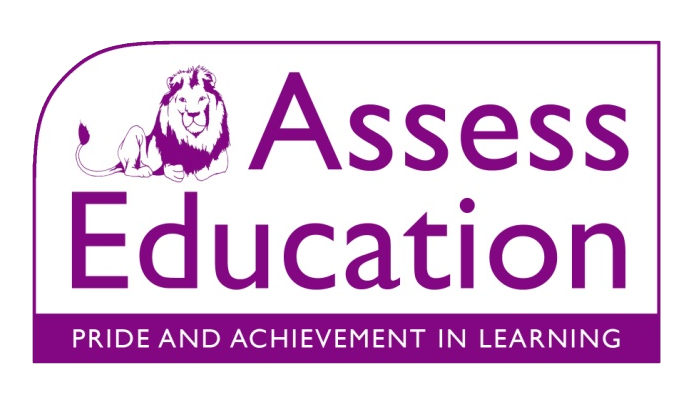 Assess
Education
PRIDE AND ACHIEVEMENT IN LEARNING